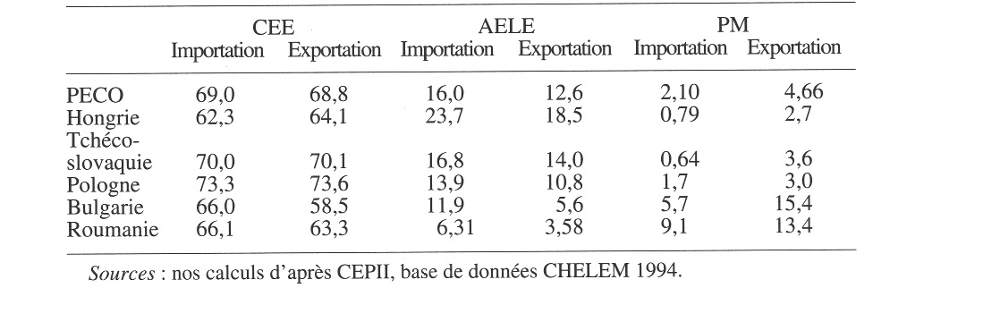 CEE AELE PM
Importation Exportation Importation Exportation Importation Exportation
PECO 69,0 68,8 16,0 12,6 2,10 4,66
Hongrie 62,3 64,1 23,7 18,5 0,79 2,7
Tchéco-
slovaquie 70,0 70,1 16,8 14,0 0,64 3,6
Pologne 73,3 73,6 13,9 10,8 1,7 3,0
Bulgarie 66,0 58,5 11,9 5,6 5,7 15,4
Roumanie 66,1 63,3 6,31 3,58 9,1 13,4
Sources : nos calculs d'après CEPII, base de données CHELEM 1994.